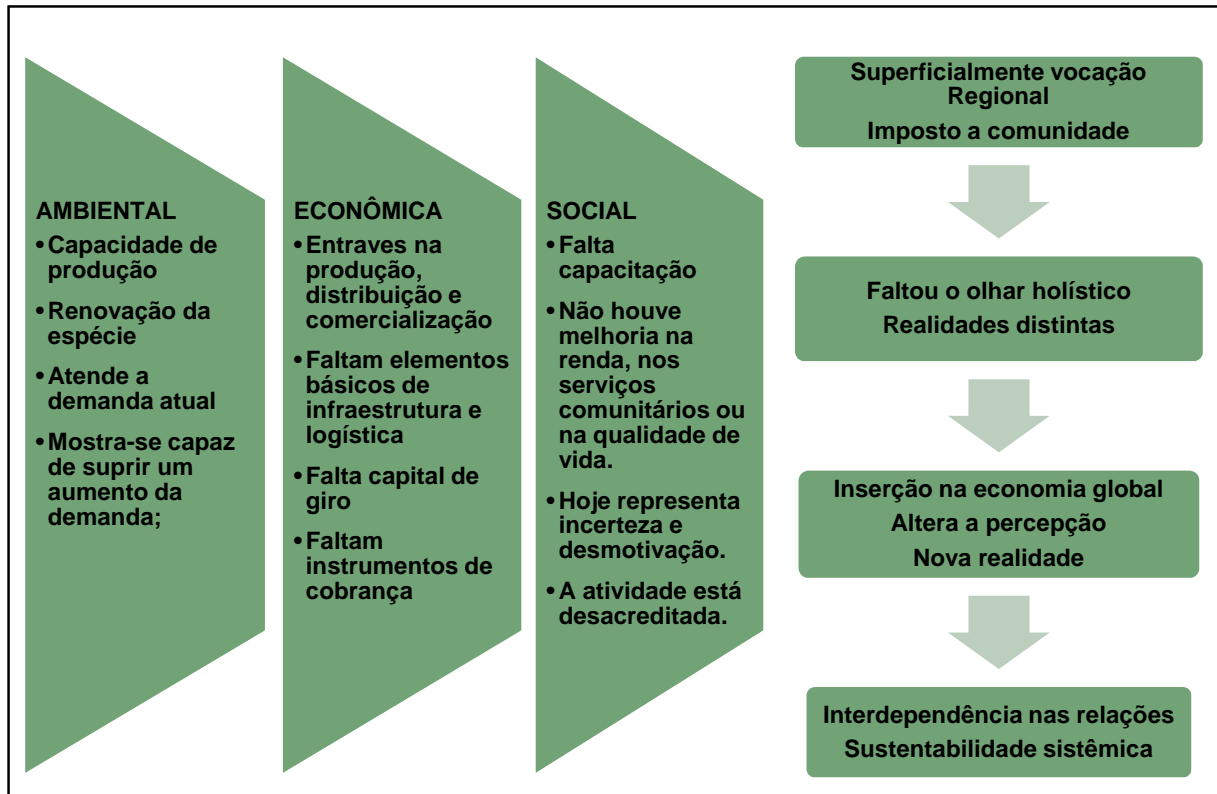 AMBIENTAL
•Capacidade de
produção
•Renovação da
espécie
•Atende a
demanda atual
•Mostra-se capaz
de suprir um
aumento da
demanda;
ECONÔMICA
•Entraves na
produção,
distribuição e
comercialização
•Faltam elementos
básicos de
infraestrutura e
logística
•Falta capital de
giro
•Faltam
instrumentos de
cobrança
SOCIAL
•Falta
capacitação
•Não houve
melhoria na
renda, nos
serviços
comunitários ou
na qualidade de
vida.
•Hoje representa
incerteza e
desmotivação.
•A atividade está
desacreditada.
Superficialmente vocação
Regional
Imposto a comunidade
Faltou o olhar holístico
Realidades distintas
Inserção na economia global
Altera a percepção
Nova realidade
Interdependência nas relações
Sustentabilidade sistêmica